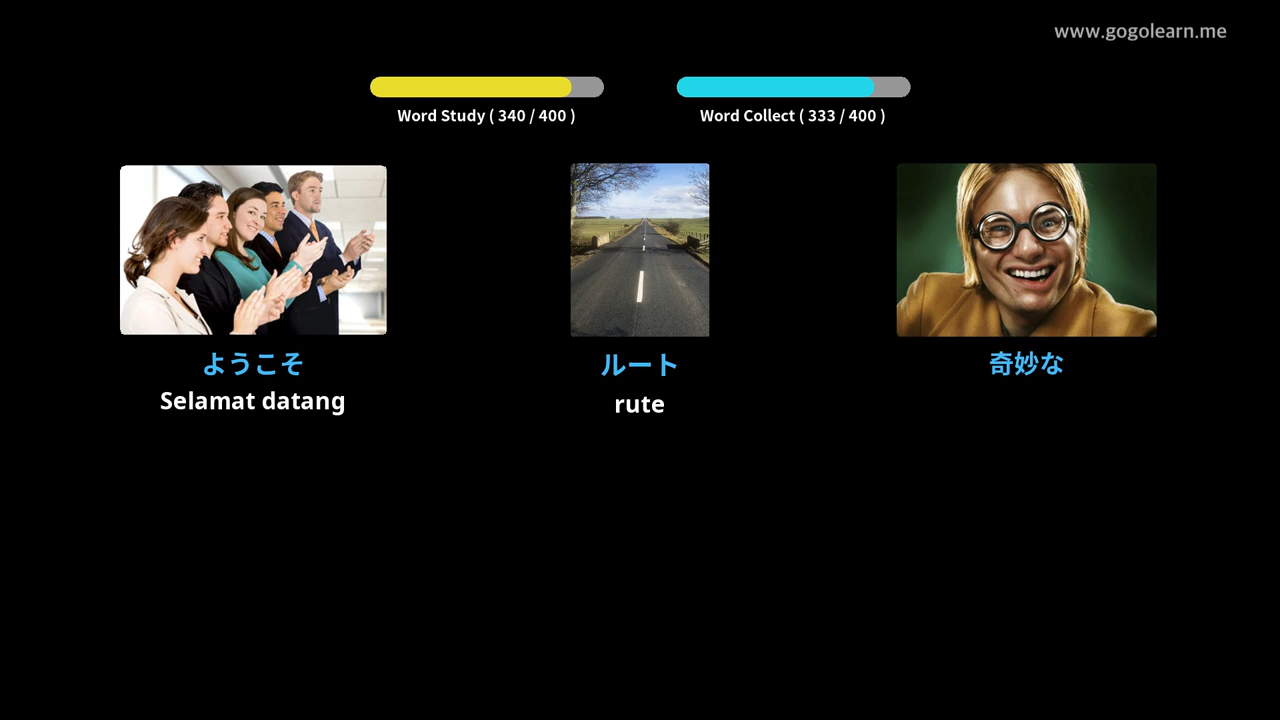 www.gogolearn.me
Word Study ( 340 / 400 )
Word Collect ( 333 / 400 )
ようこそ
Selamat datang
ルート
rute
奇妙な